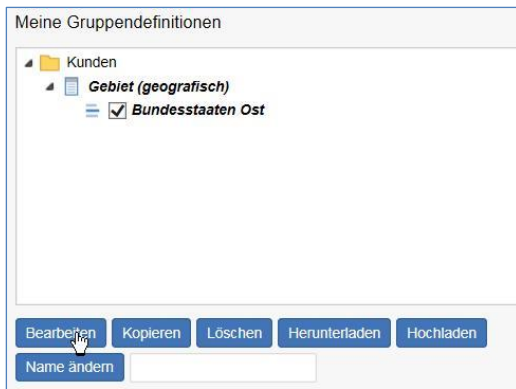 Meine Gruppendefinitionen
Kunden
Gebiet (geografisch)
Bundesstaaten Ost
Bearbeiten Kopieren Löschen Herunterladen Hochladen
Name ändern